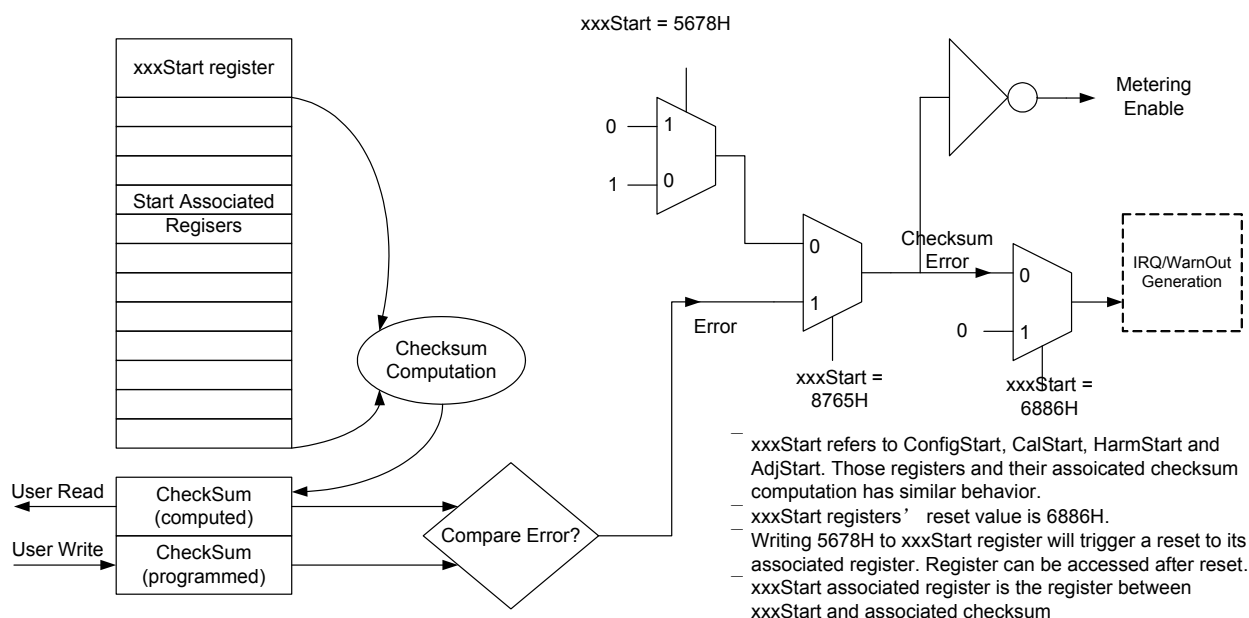 xxxStart = 5678H
xxxStart register
Start Associated
Regisers
0
1
1
0
Metering
Enable
0
1
Checksum
Error
0
0
1
IRQ/WarnOut
Generation
Error
Checksum
Computation
xxxStart =
8765H
xxxStart =
6886H
User Read
CheckSum
(computed)
User Write
CheckSum
(programmed)
Compare Error?
¯ xxxStart refers to ConfigStart, CalStart, HarmStart and
AdjStart. Those registers and their assoicated checksum
computation has similar behavior.
¯ xxxStart registers’ reset value is 6886H.
¯ Writing 5678H to xxxStart register will trigger a reset to its
associated register. Register can be accessed after reset.
¯ xxxStart associated register is the register between
xxxStart and associated checksum